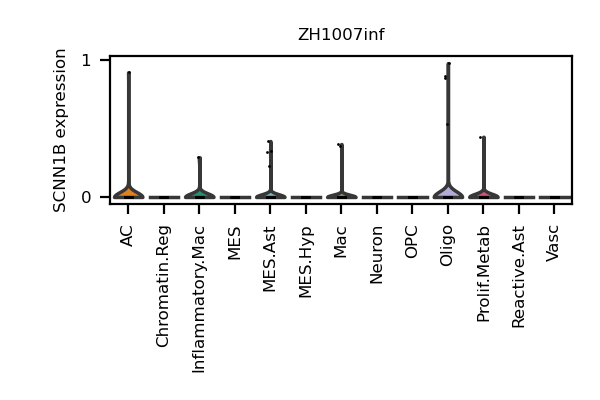 ZH1007inf
SCNN1B expression
1
0
AC
Chromatin.Reg
Inflammatory.Mac
MES
MES.Ast
MES.Hyp
Mac
Neuron
OPC
Oligo
Prolif.Metab
Reactive.Ast
Vasc